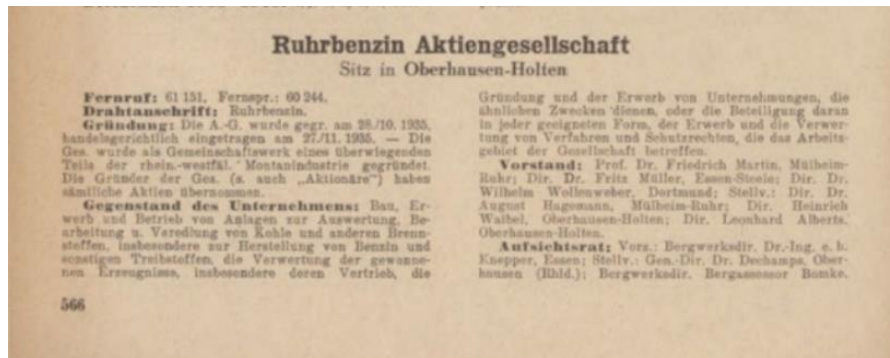 Ruhrbenzin Aktiengesellschaft
Sitz in Oberhausen-Holten
Fernruf: 61 151, Fernspr.: 60 244.
Drahtanschrift: Ruhrbenzin.
Gründung: Die A.-G. wurde gegr. am 28./10. 1935,
handelsgerichtlich eingetragen am 27./11. 1935. — Die
Ges. wurde als Gemeinschaftswerk eines überwiegenden
Teils der rhein.-westfäl. Montanindustrie gegründet.
Die Gründer der Ges. (s. auch „Aktionäre") haben
sämtliche Aktien übernommen.
Gegenstand des Unternehmens: Bau, Er-
werb und Betrieb von Anlagen zur Auswertung, Be-
arbeitung u. Veredlung von Kohle und anderen Brenn-
stoffen, insbesondere zur Herstellung von Benzin und
sonstigen Treibstoffen, die Verwertung der gewonne-
nen Erzeugnisse, insbesondere deren Vertrieb, die
Gründung und der Erwerb von Unternehmungen, die
ähnlichen Zwecken dienen, oder die Beteiligung daran
in jeder geeigneten Form, der Erwerb und die Verwer-
tung von Verfahren und Schutzrechten, die das Arbeits-
gebiet der Gesellschaft betreffen.
Vorstand: Prof. Dr. Friedrich Martin, Mülheim-
Ruhr; Dir. Dr. Fritz Müller, Essen-Steele; Dir. Dr.
Wilhelm Wollenweber, Dortmund; Stellv.: Dir. Dr.
August Hagemann, Mülheim-Ruhr; Dir. Heinrich
Waibel, Oberhausen-Holten; Dir. Leonhard Alberts,
Oberhausen-Holten.
Aufsichtsrat: Vors.: Bergwerksdir. Dr.-Ing. e. h.
Knepper, Essen; Stellv.: Gen.-Dir. Dr. Dechamps, Ober-
hausen (Rhld.); Bergwerksdir. Bergassessor Bomke,
566